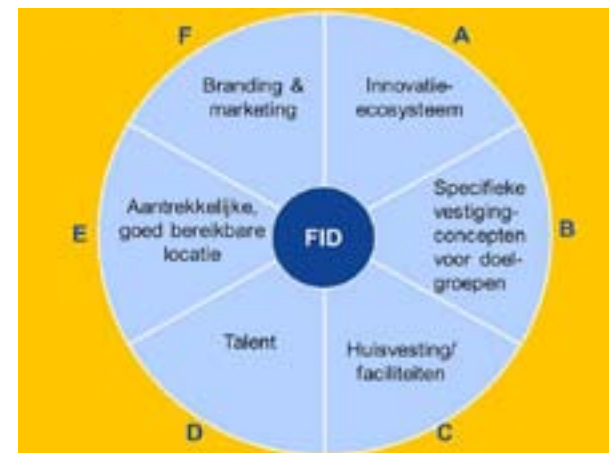 F
A
Branding &
marketing
Innovatie-
ecosysteem
Aantrekkelijke,
goed bereikbare
locatie
E
FID
Specifieke
vestiging-
concepten
voor doel-
groepen
B
Talent
Huisvesting/
faciliteiten
D
C